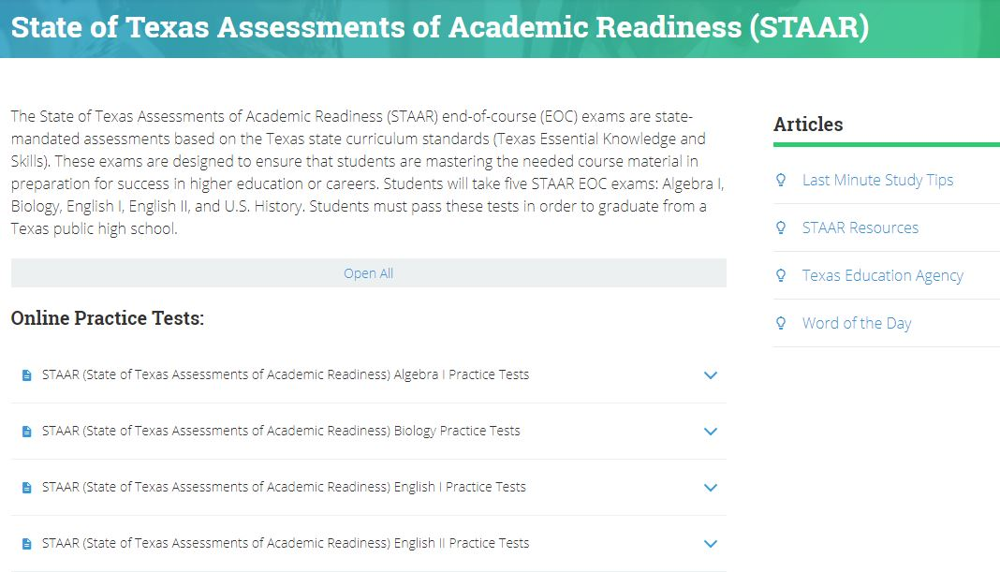 State of Texas Assessments of Academic Readiness (STAAR)
The State of Texas Assessments of Academic Readiness (STAAR) end-of-course (EOC) exams are state-
mandated assessments based on the Texas state curriculum standards (Texas Essential Knowledge and
Skills). These exams are designed to ensure that students are mastering the needed course material in
preparation for success in higher education or careers. Students will take five STAAR EOC exams: Algebra I,
Biology, English I, English II, and U.S. History. Students must pass these tests in order to graduate from a
Texas public high school.
Open All
Online Practice Tests:
STAAR (State of Texas Assessments of Academic Readiness) Algebra I Practice Tests
STAAR (State of Texas Assessments of Academic Readiness) Biology Practice Tests
STAAR (State of Texas Assessments of Academic Readiness) English I Practice Tests
STAAR (State of Texas Assessments of Academic Readiness) English II Practice Tests
Articles
Last Minute Study Tips
STAAR Resources
Texas Education Agency
Word of the Day